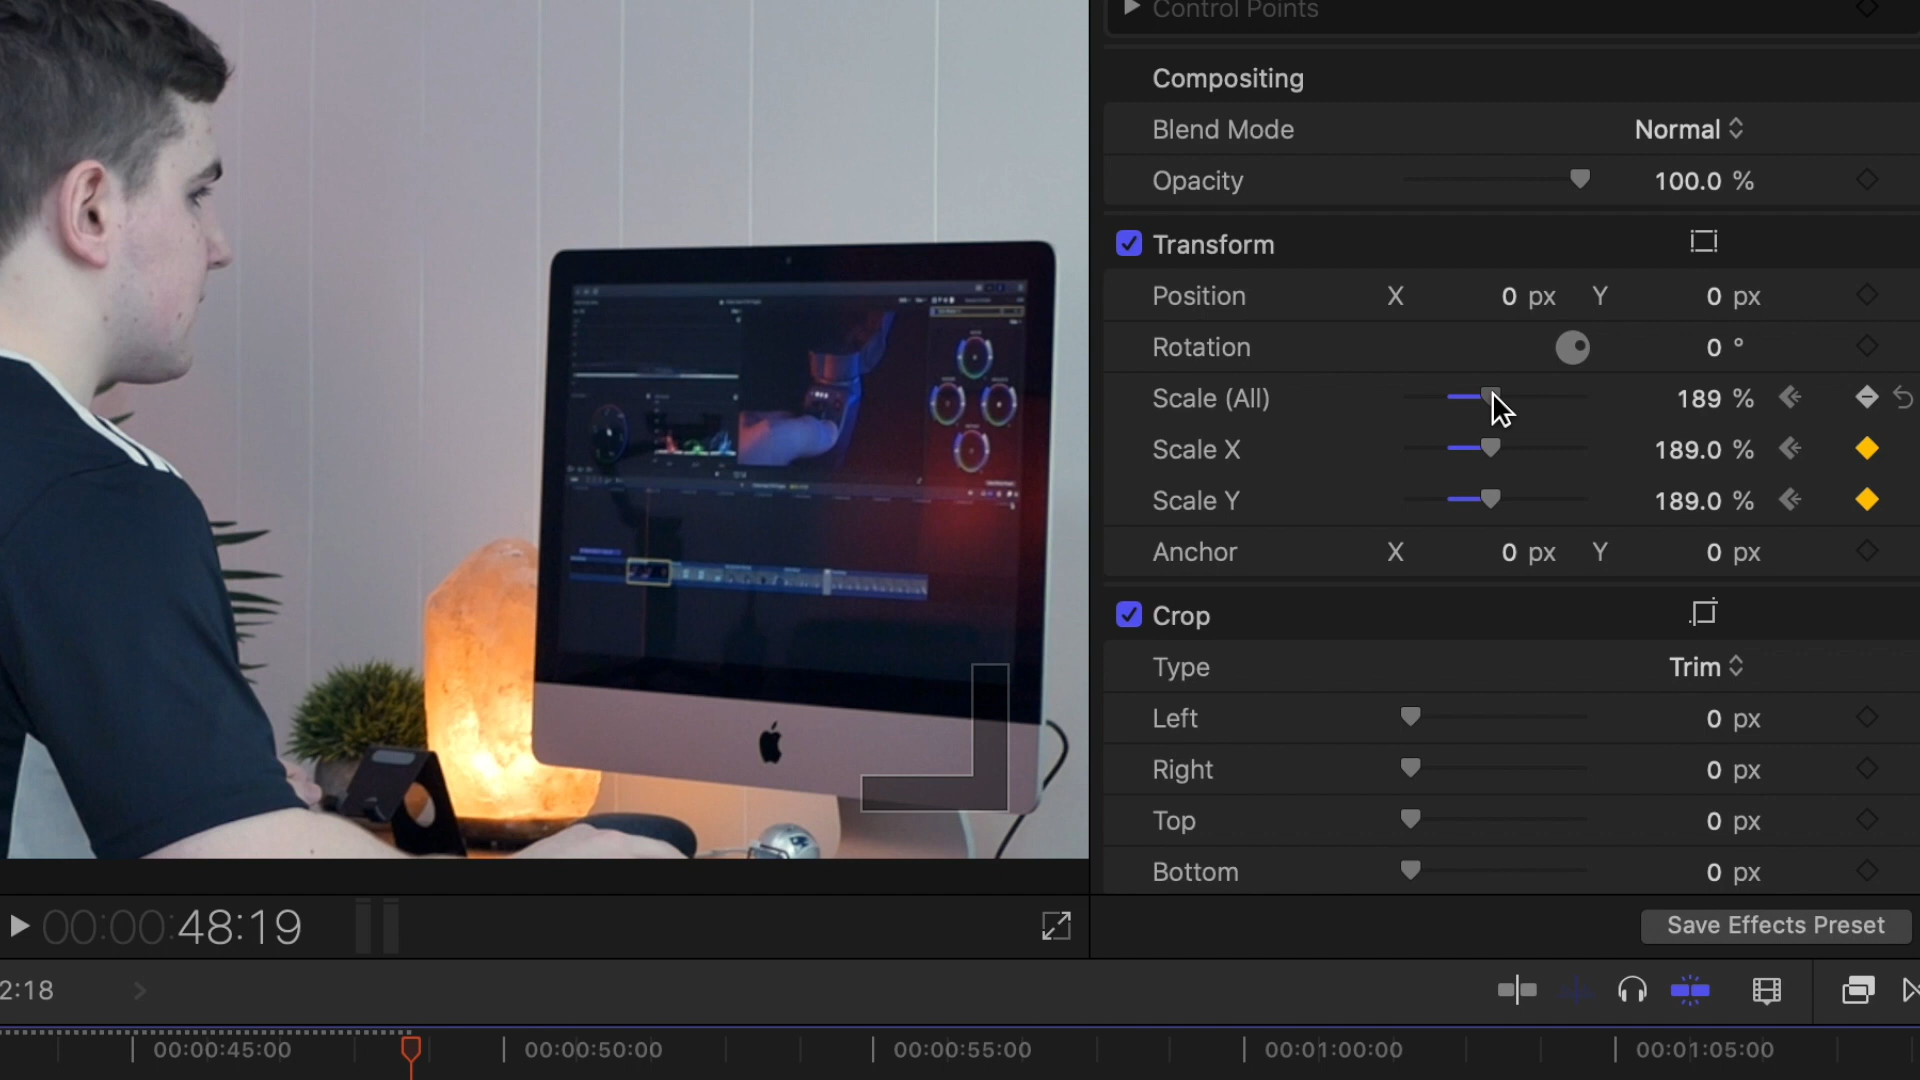 Control Points
Compositing
Blend Mode Normal
Opacity 100.0 %
Transform
Position X 0 px Y 0 px
Rotation 0 °
Scale (All) 189 %
Scale X 189.0 %
Scale Y 189.0 %
Anchor X 0 px Y 0 px
Crop
Type Trim
Left 0 px
Right 0 px
Top 0 px
Bottom 0 px
00:00:48:19
Save Effects Preset
2:18
00:00:45:00 00:00:50:00 00:00:55:00 00:01:00:00 00:01:05:00